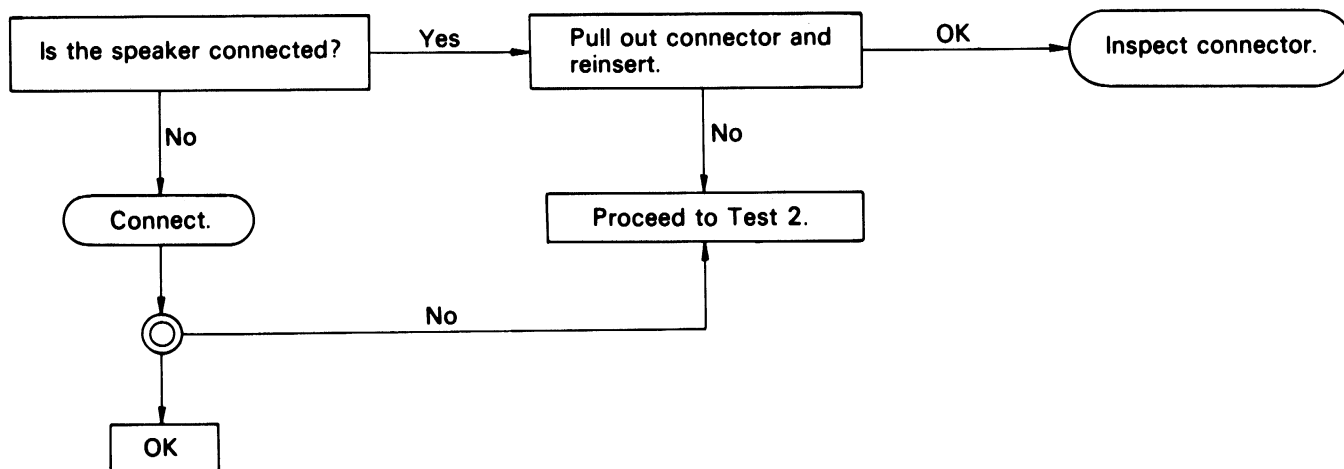 Is the speaker connected?
Yes
Pull out connector and
reinsert.
OK
Inspect connector.
No
No
Connect.
Proceed to Test 2.
No
OK